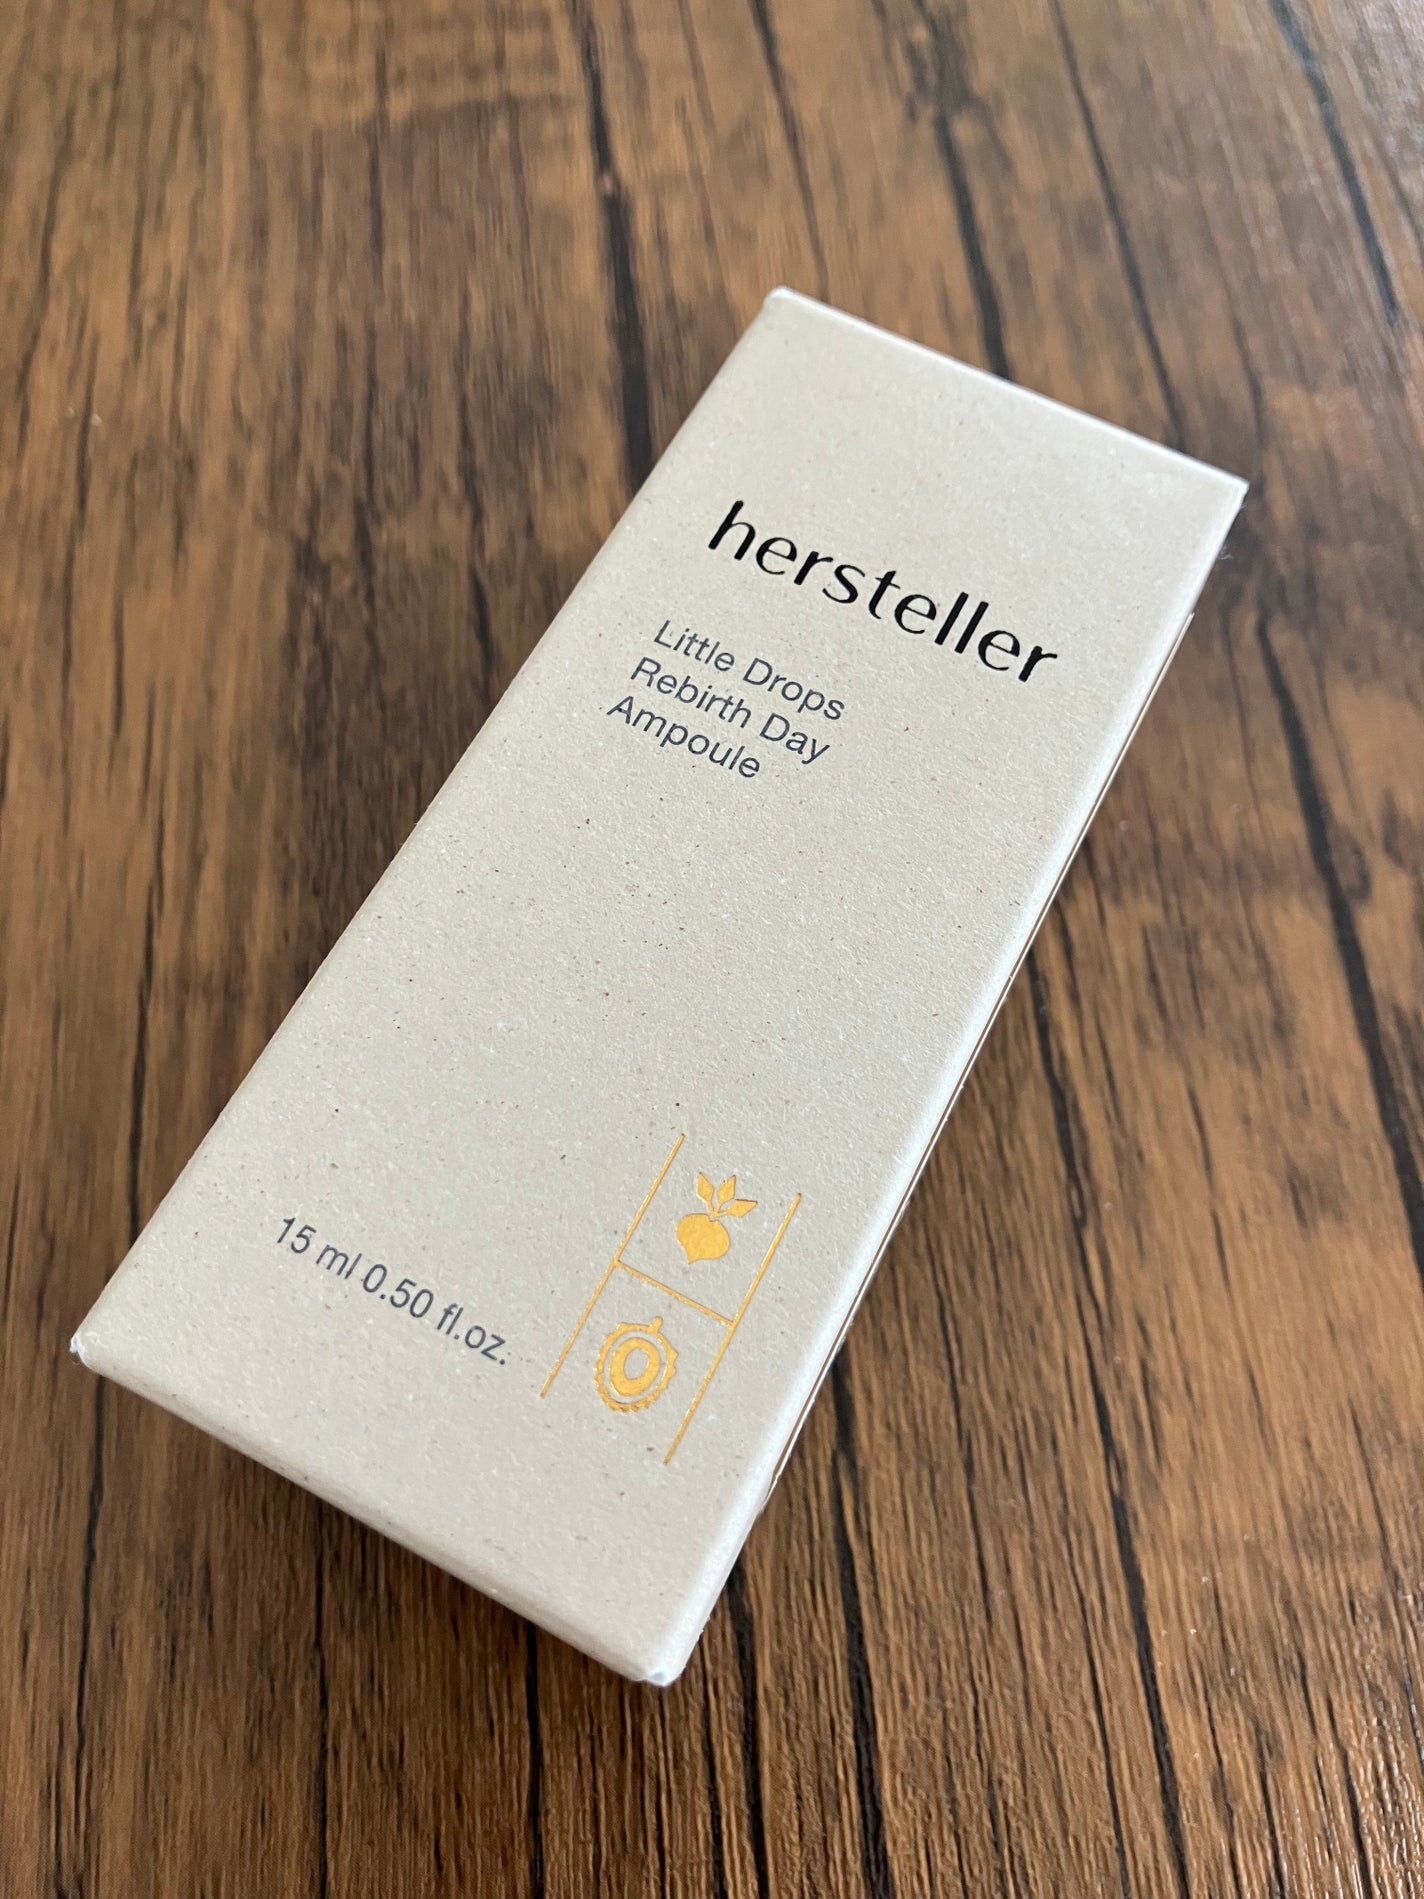 hersteller
Little Drops
Rebirth Day
Ampoule
15 ml 0.50 fl.oz.